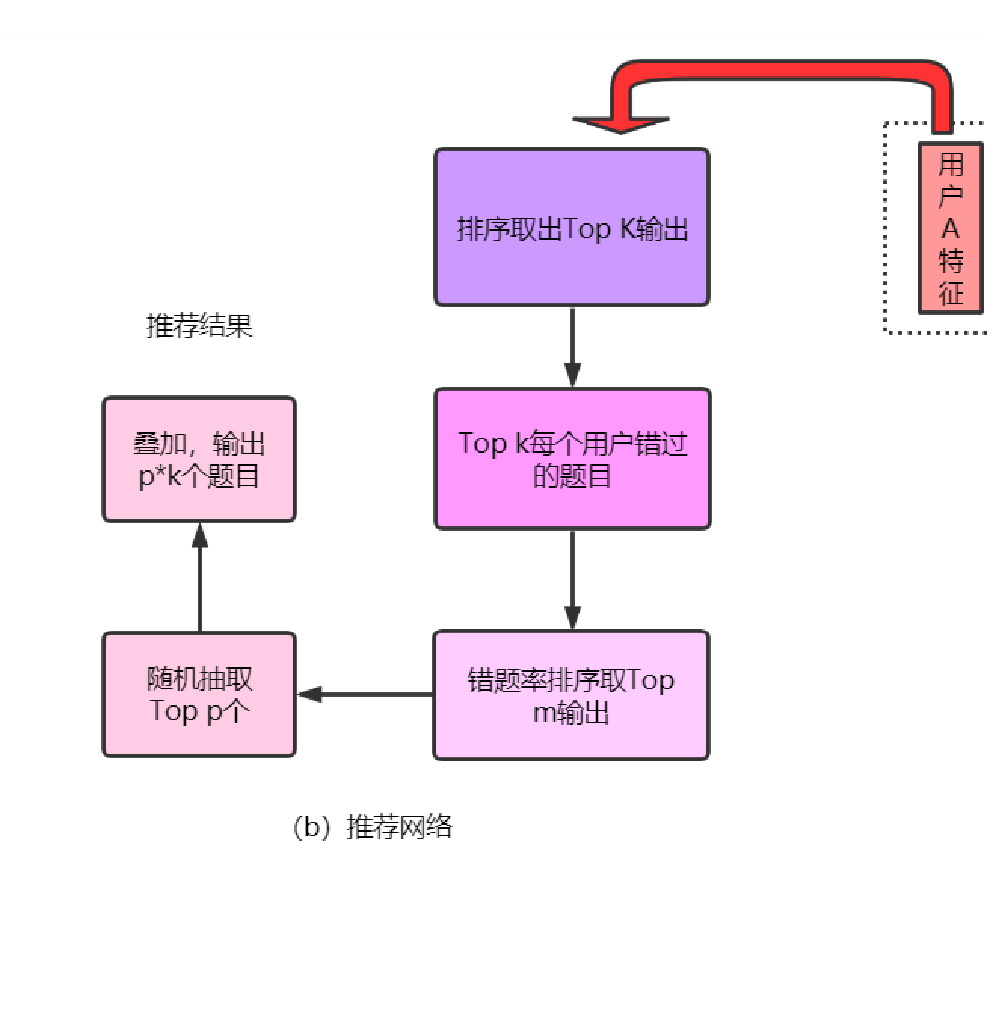 用
户
A
特
征
排序取出Top K输出
推荐结果
Top k每个用户错过
的题目
叠加，输出
p*k个题目
错题率排序取Top
m输出
随机抽取
Top p个
（b）推荐网络